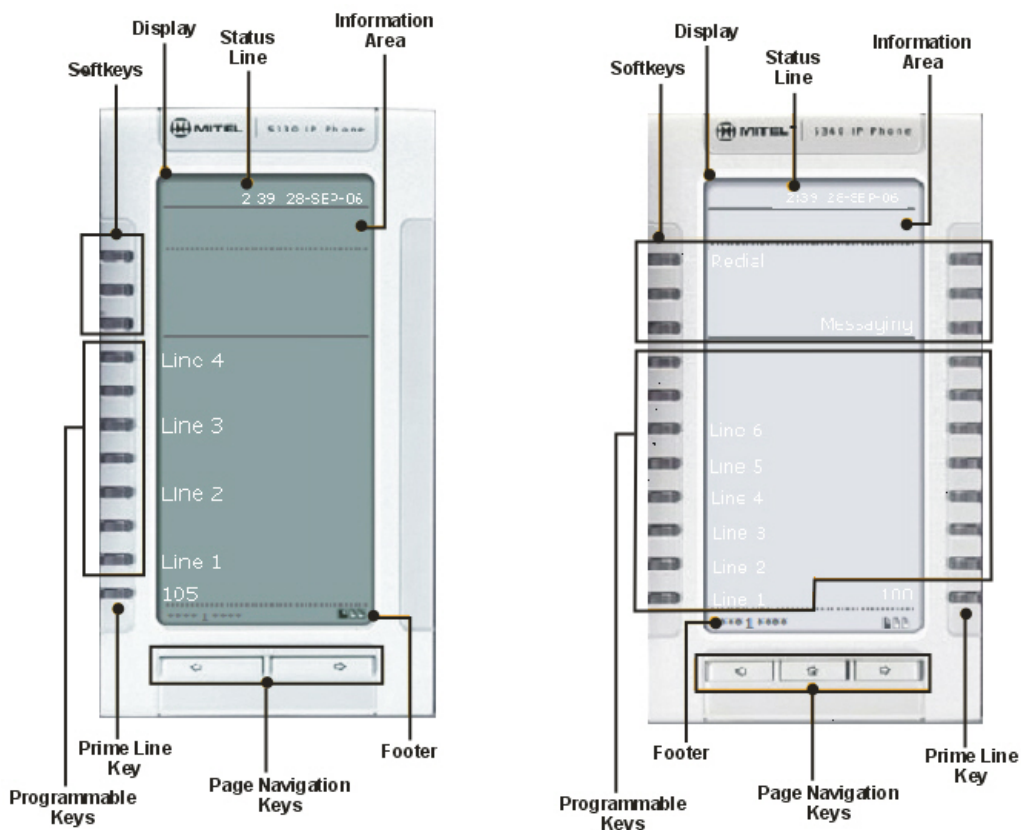 Display
Status
Line
Information
Area
Softkeys
MITEL IP Phone
2 39 28-SEP-06
Line 4
Line 3
Line 2
Line 1
105
1
Prime Line
Key
Programmable
Keys
Page Navigation
Keys
Footer
Display
Status
Line
Information
Area
Softkeys
MITEL 5340 IP Phone
2:39 28-SEP-06
Redial
Messaging
Line 6
Line 5
Line 4
Line 3
Line 2
Line 1 100
1
Footer
Programmable
Keys
Page Navigation
Keys
Prime Line
Key